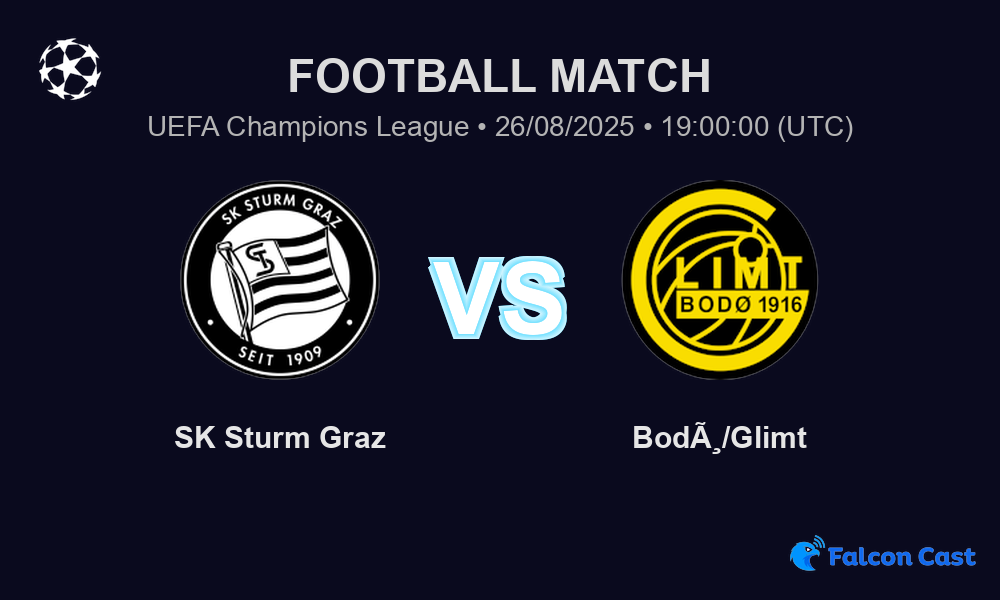 FOOTBALL MATCH
UEFA Champions League • 26/08/2025 • 19:00:00 (UTC)
SK STURM GRAZ
SEIT 1909
VS
GLIMT
BODØ 1916
SK Sturm Graz
BodÃ¸/Glimt
Falcon Cast